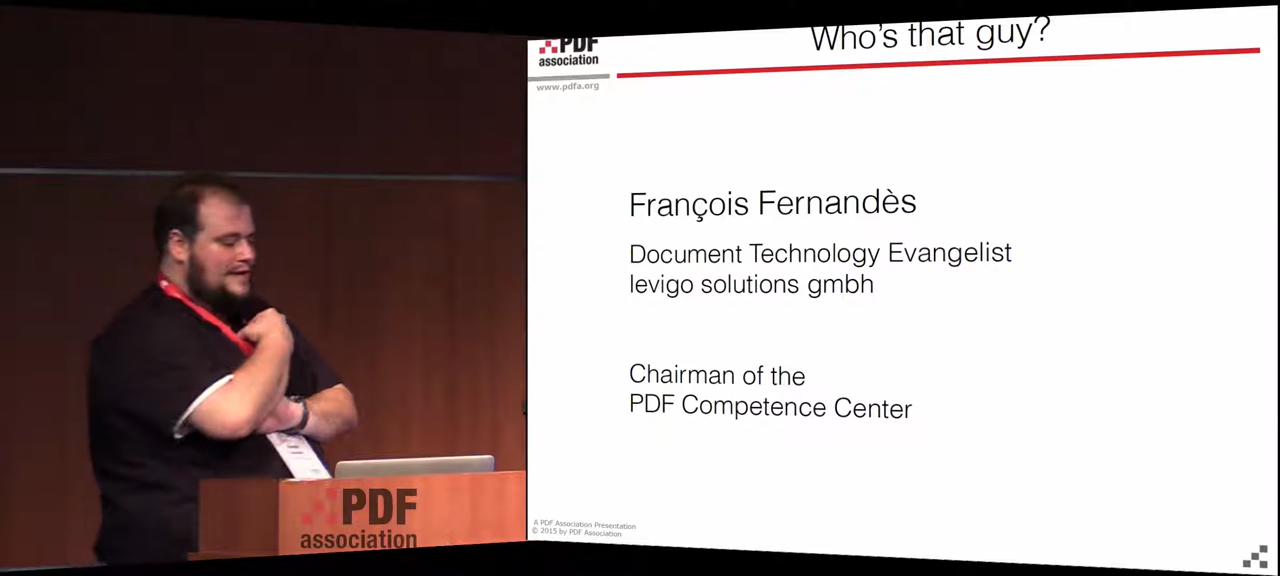 Who's that guy?
PDF
association
www.pdfa.org
François Fernandès
Document Technology Evangelist
levigo solutions gmbh
Chairman of the
PDF Competence Center
A PDF Association Presentation
© 2015 by PDF Association
PDF
association